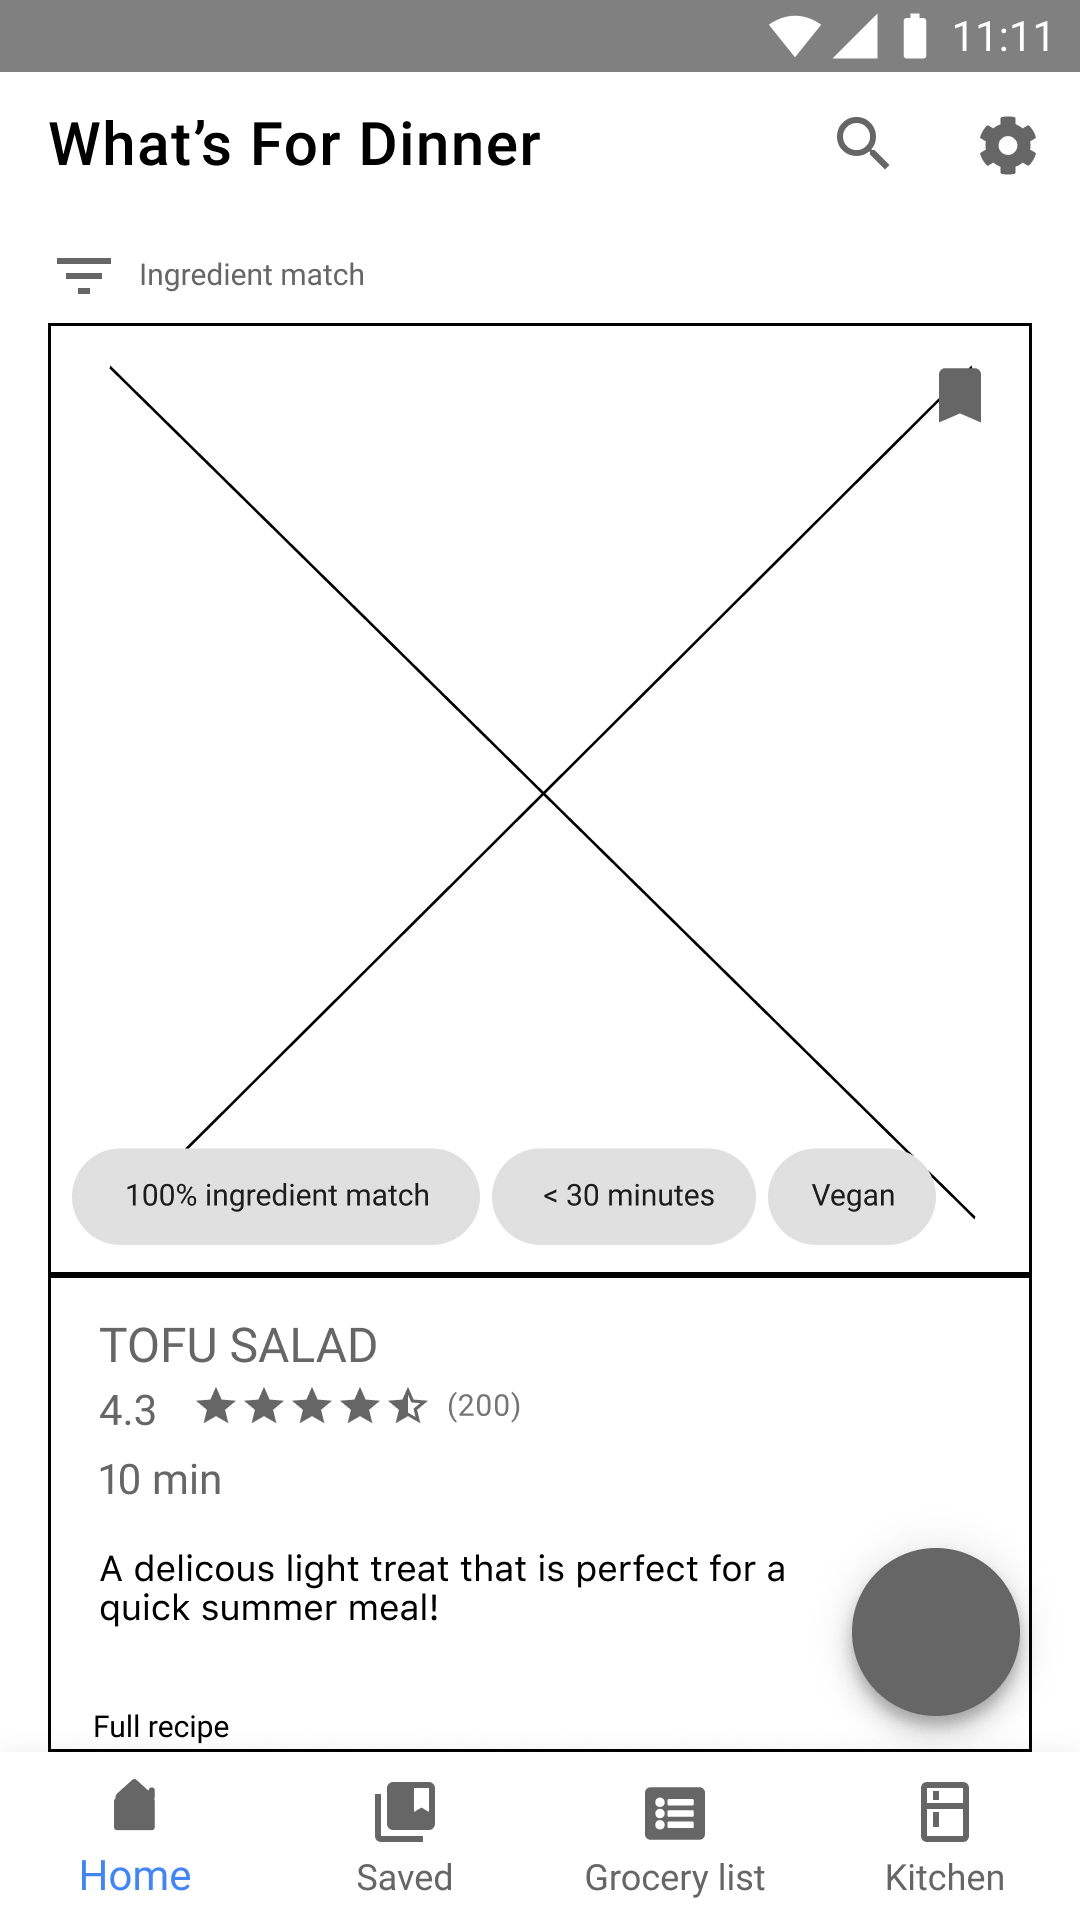 11:11
What’s For Dinner
Ingredient match
100% ingredient match
< 30 minutes
Vegan
TOFU SALAD
4.3 (200)
10 min
A delicous light treat that is perfect for a
quick summer meal!
Full recipe
Home
Saved
Grocery list
Kitchen